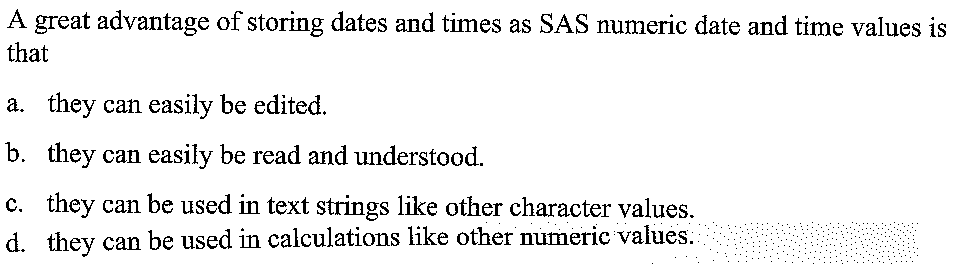 A great advantage of storing dates and times as SAS numeric date and time values is
that
a. they can easily be edited.
b. they can easily be read and understood.
c. they can be used in text strings like other character values.
d. they can be used in calculations like other numeric values.